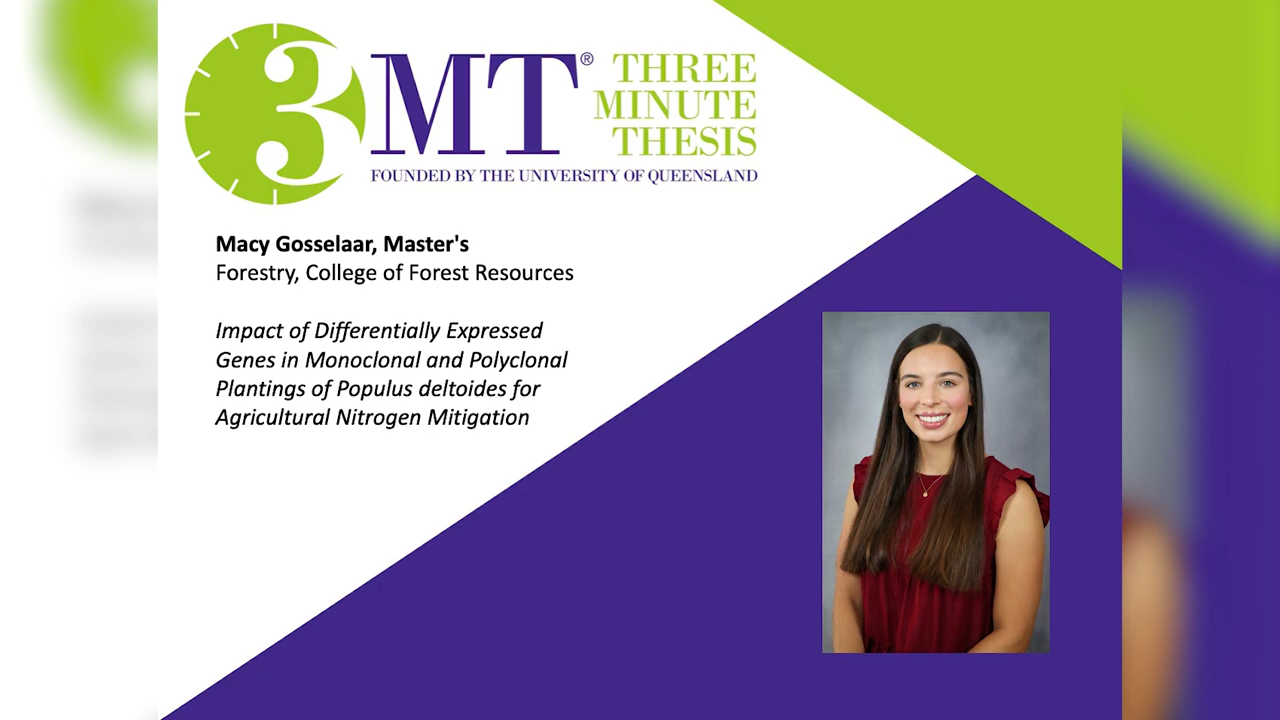 3MT® THREE
MINUTE
THESIS
FOUNDED BY THE UNIVERSITY OF QUEENSLAND
Macy Gosselaar, Master's
Forestry, College of Forest Resources
Impact of Differentially Expressed
Genes in Monoclonal and Polyclonal
Plantings of Populus deltoides for
Agricultural Nitrogen Mitigation